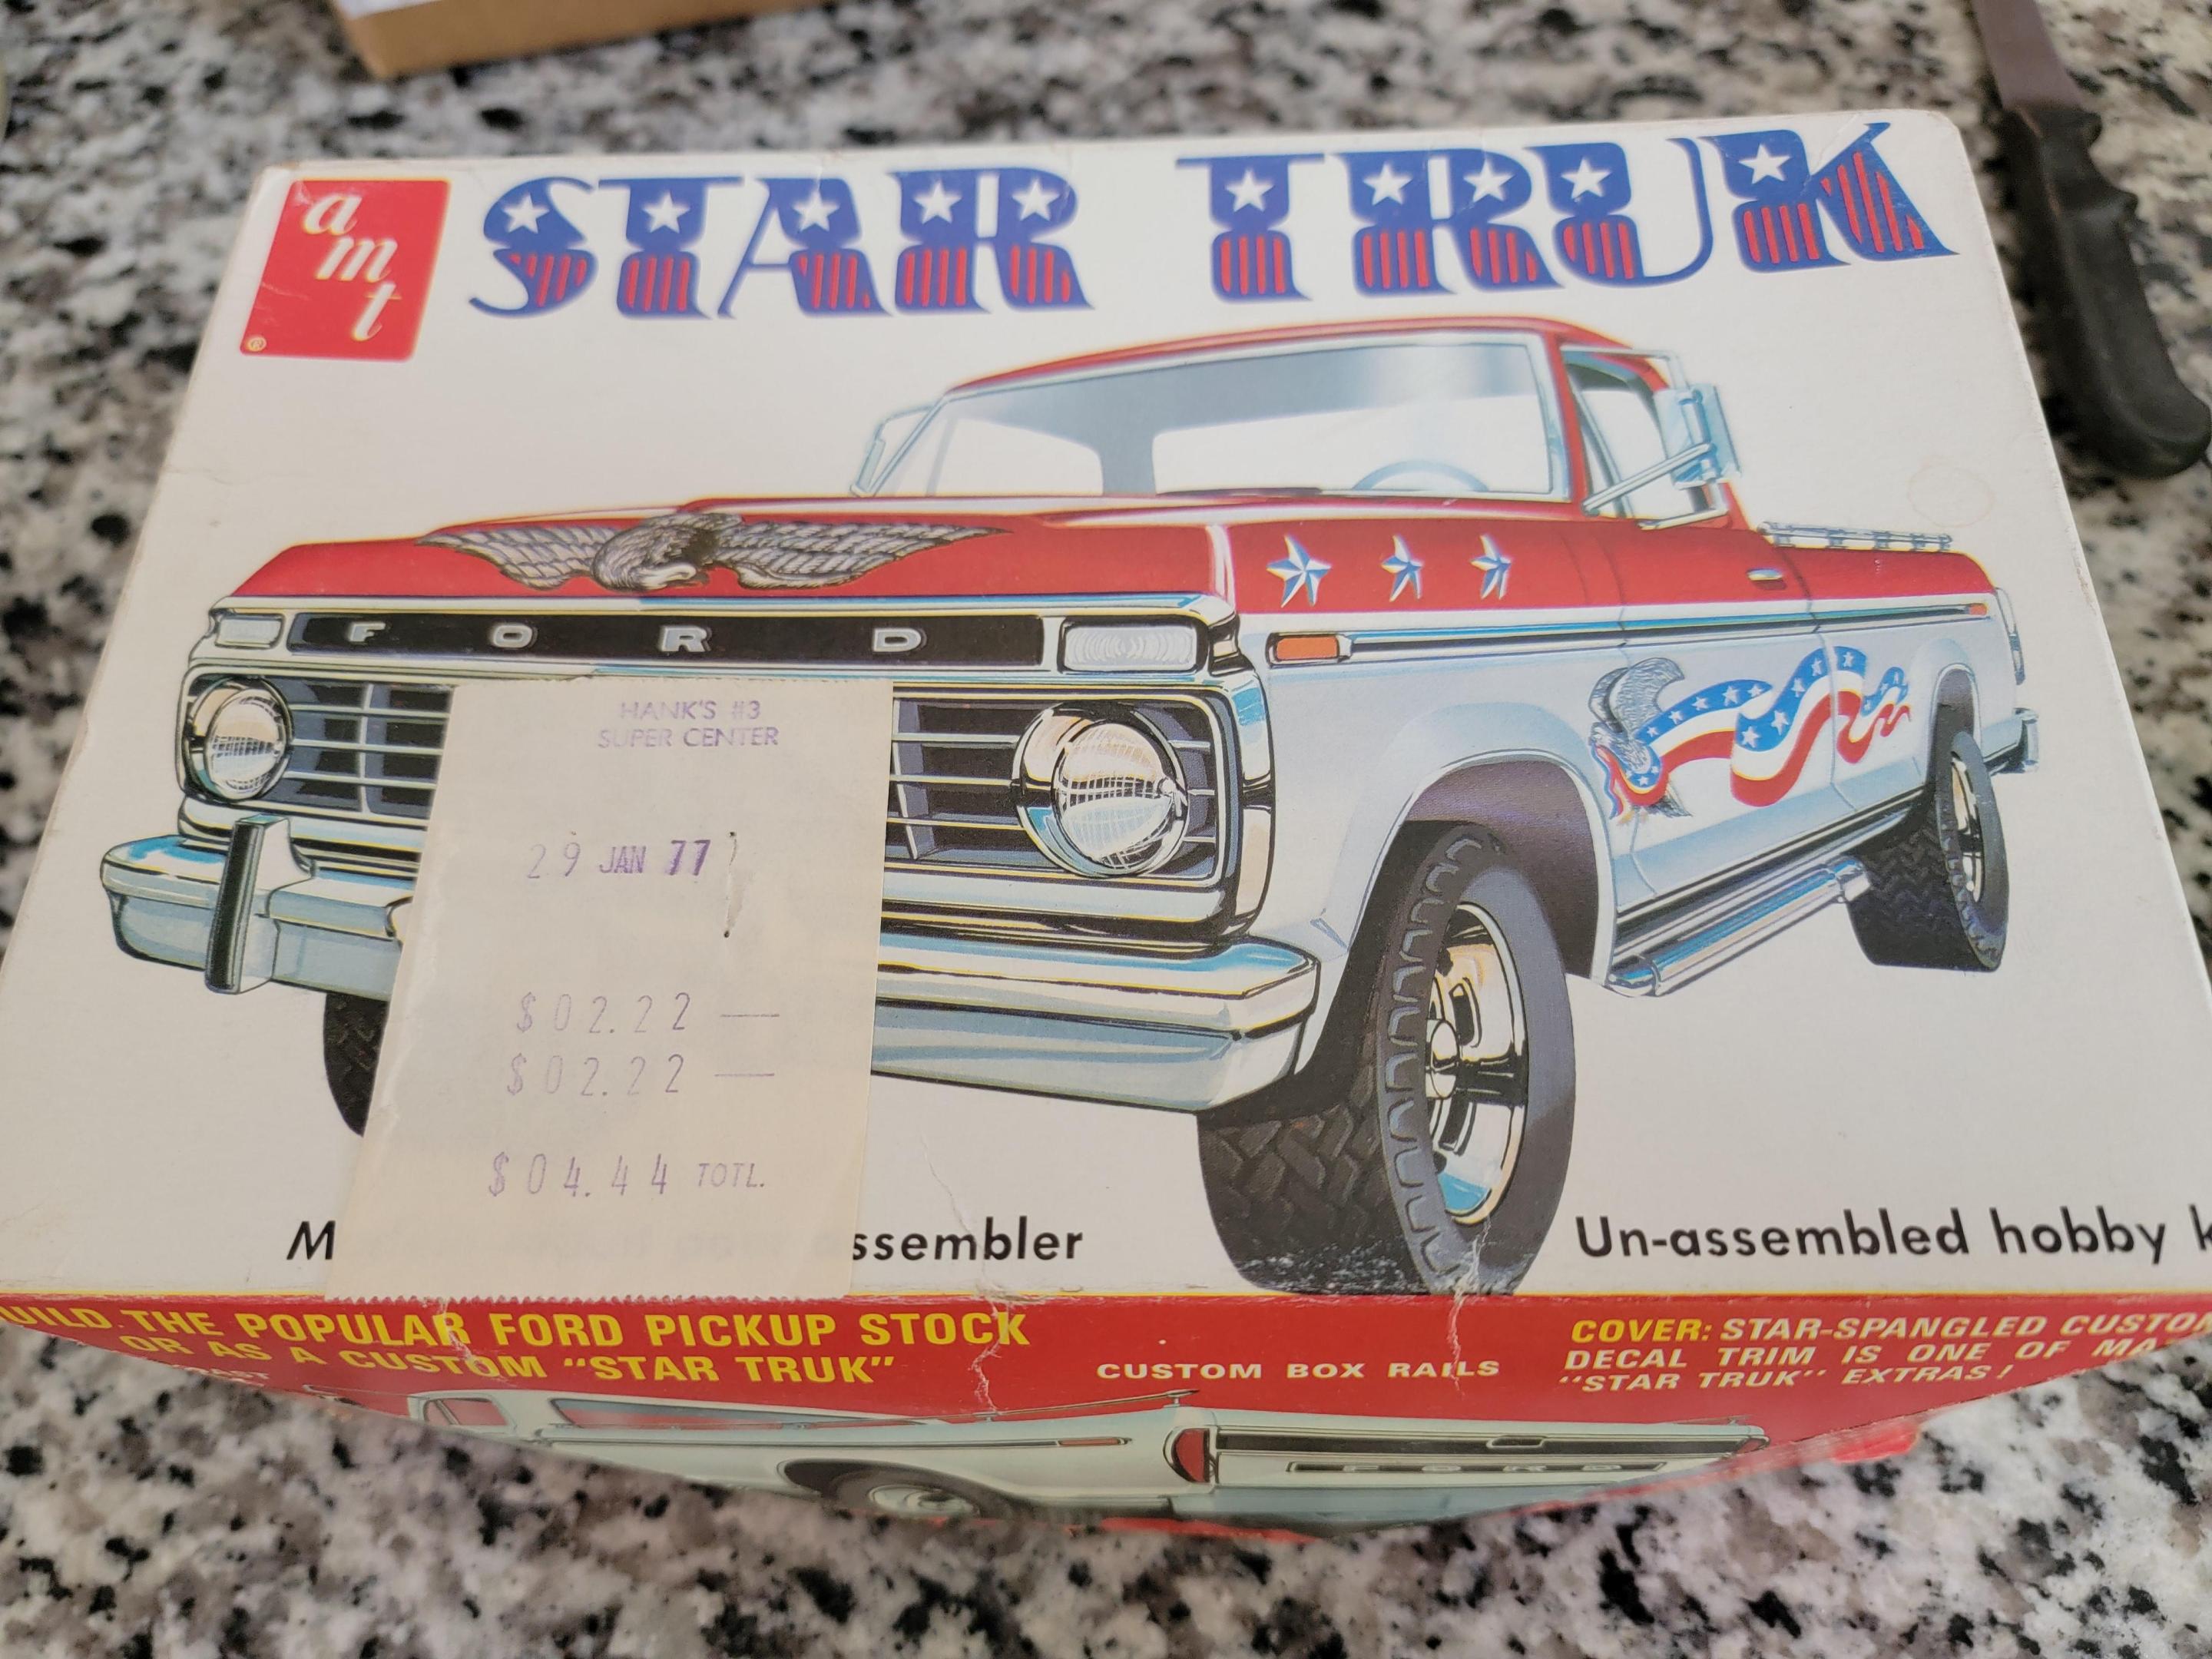 amt
®
STAR TRUK
FORD
HANK'S #3
SUPER CENTER
29 JAN 77
$02.22 —
$02.22 —
$04.44 TOTL.
Un-assembled hobby
THE POPULAR FORD PICKUP STOCK
OR AS A CUSTOM "STAR TRUK"
CUSTOM BOX RAILS
COVER: STAR-SPANGLED
DECAL TRIM IS ONE OF
"STAR TRUK" EXTRAS!
FORD